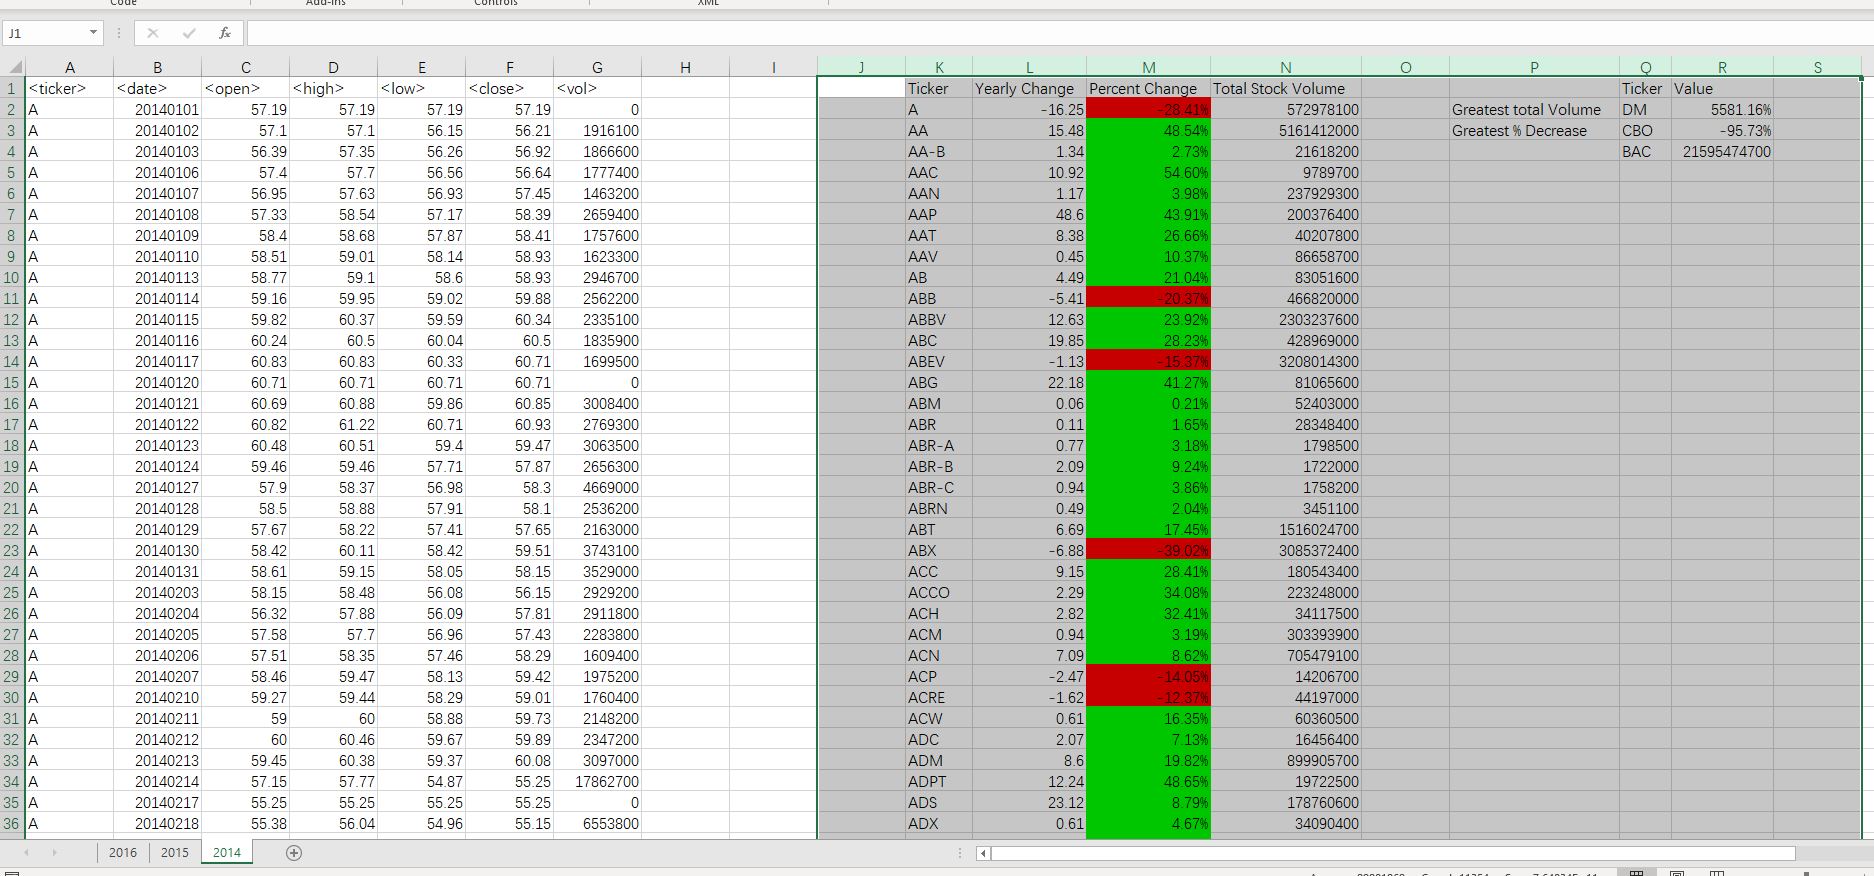 Code Add-ins Controls XML
J1 fx
A B C D E F G H I J K L M N O P Q R S
1 <ticker> <date> <open> <high> <low> <close> <vol> Ticker Yearly Change Percent Change Total Stock Volume Ticker Value
2 A 20140101 57.19 57.19 57.19 57.19 0 A -16.25 -28.41% 572978100 Greatest total Volume DM 5581.16%
3 A 20140102 57.1 57.1 56.15 56.21 1916100 AA 15.48 48.54% 5161412000 Greatest % Decrease CBO -95.73%
4 A 20140103 56.39 57.35 56.26 56.92 1866600 AA-B 1.34 2.73% 21618200 BAC 21595474700
5 A 20140106 57.4 57.7 56.56 56.64 1777400 AAC 10.92 54.60% 9789700
6 A 20140107 56.95 57.63 56.93 57.45 1463200 AAN 1.17 3.98% 237929300
7 A 20140108 57.33 58.54 57.17 58.39 2659400 AAP 48.6 43.91% 200376400
8 A 20140109 58.4 58.68 57.87 58.41 1757600 AAT 8.38 26.66% 40207800
9 A 20140110 58.51 59.01 58.14 58.93 1623300 AAV 0.45 10.37% 86658700
10 A 20140113 58.77 59.1 58.6 58.93 2946700 AB 4.49 21.04% 83051600
11 A 20140114 59.16 59.95 59.02 59.88 2562200 ABB -5.41 -20.37% 466820000
12 A 20140115 59.82 60.37 59.59 60.34 2335100 ABBV 12.63 23.92% 2303237600
13 A 20140116 60.24 60.5 60.04 60.5 1835900 ABC 19.85 28.23% 428969000
14 A 20140117 60.83 60.83 60.33 60.71 1699500 ABEV -1.13 -15.37% 3208014300
15 A 20140120 60.71 60.71 60.71 60.71 0 ABG 22.18 41.27% 81065600
16 A 20140121 60.69 60.88 59.86 60.85 3008400 ABM 0.06 0.21% 52403000
17 A 20140122 60.82 61.22 60.71 60.93 2769300 ABR 0.11 1.65% 28348400
18 A 20140123 60.48 60.51 59.4 59.47 3063500 ABR-A 0.77 3.18% 1798500
19 A 20140124 59.46 59.46 57.71 57.87 2656300 ABR-B 2.09 9.24% 1722000
20 A 20140127 57.9 58.37 56.98 58.3 4669000 ABR-C 0.94 3.86% 1758200
21 A 20140128 58.5 58.88 57.91 58.1 2536200 ABRN 0.49 2.04% 3451100
22 A 20140129 57.67 58.22 57.41 57.65 2163000 ABT 6.69 17.45% 1516024700
23 A 20140130 58.42 60.11 58.42 59.51 3743100 ABX -6.88 -39.02% 3085372400
24 A 20140131 58.61 59.15 58.05 58.15 3529000 ACC 9.15 28.41% 180543400
25 A 20140203 58.15 58.48 56.08 56.15 2929200 ACCO 2.29 34.08% 223248000
26 A 20140204 56.32 57.88 56.09 57.81 2911800 ACH 2.82 32.41% 34117500
27 A 20140205 57.58 57.7 56.96 57.43 2283800 ACM 0.94 3.19% 303393900
28 A 20140206 57.51 58.35 57.46 58.29 1609400 ACN 7.09 8.62% 705479100
29 A 20140207 58.46 59.47 58.13 59.42 1975200 ACP -2.47 -14.05% 14206700
30 A 20140210 59.27 59.44 58.29 59.01 1760400 ACRE -1.62 -12.37% 44197000
31 A 20140211 59 60 58.88 59.73 2148200 ACW 0.61 16.35% 60360500
32 A 20140212 60 60.46 59.67 59.89 2347200 ADC 2.07 7.13% 16456400
33 A 20140213 59.45 60.38 59.37 60.08 3097000 ADM 8.6 19.82% 899905700
34 A 20140214 57.15 57.77 54.87 55.25 17862700 ADPT 12.24 48.65% 19722500
35 A 20140217 55.25 55.25 55.25 55.25 0 ADS 23.12 8.79% 178760600
36 A 20140218 55.38 56.04 54.96 55.15 6553800 ADX 0.61 4.67% 34090400
2016 2015 2014